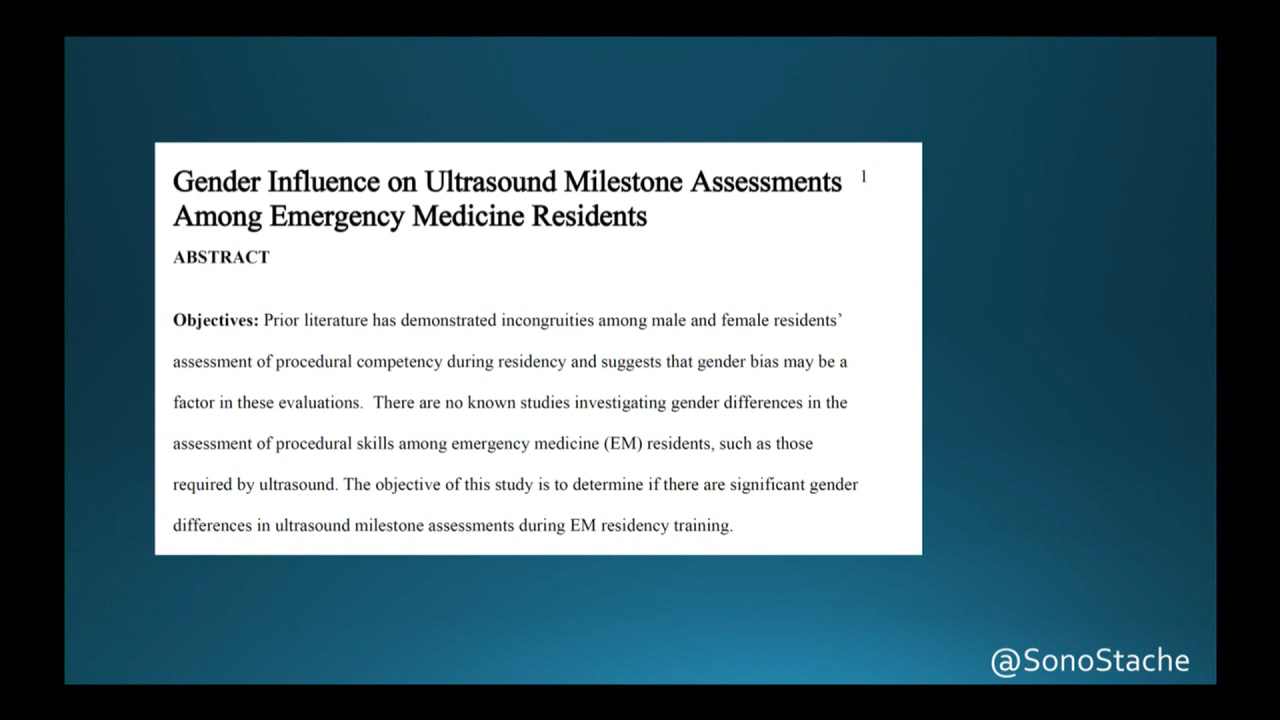 Gender Influence on Ultrasound Milestone Assessments 1
Among Emergency Medicine Residents
ABSTRACT
Objectives: Prior literature has demonstrated incongruities among male and female residents’
assessment of procedural competency during residency and suggests that gender bias may be a
factor in these evaluations.  There are no known studies investigating gender differences in the
assessment of procedural skills among emergency medicine (EM) residents, such as those
required by ultrasound. The objective of this study is to determine if there are significant gender
differences in ultrasound milestone assessments during EM residency training.
@SonoStache